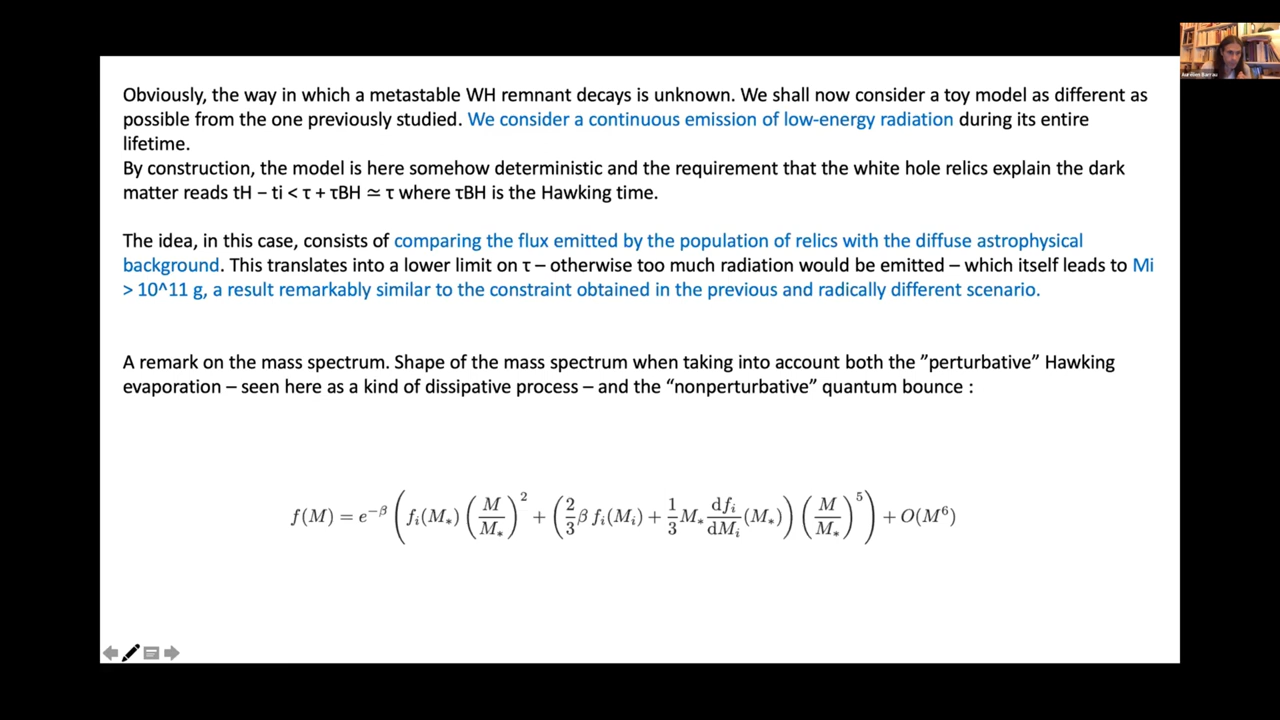 Obviously, the way in which a metastable WH remnant decays is unknown. We shall now consider a toy model as different as
possible from the one previously studied. We consider a continuous emission of low-energy radiation during its entire
lifetime.
By construction, the model is here somehow deterministic and the requirement that the white hole relics explain the dark
matter reads tH − ti < τ + τBH ≃ τ where τBH is the Hawking time.
The idea, in this case, consists of comparing the flux emitted by the population of relics with the diffuse astrophysical
background. This translates into a lower limit on τ – otherwise too much radiation would be emitted – which itself leads to Mi
> 10^11 g, a result remarkably similar to the constraint obtained in the previous and radically different scenario.
A remark on the mass spectrum. Shape of the mass spectrum when taking into account both the ”perturbative” Hawking
evaporation – seen here as a kind of dissipative process – and the “nonperturbative” quantum bounce :
f(M) = e^{-β} ( f_i(M_*) (M/M_*)^2 + ( 2/3 β f_i(M_i) + 1/3 M_* df_i/dM_i (M_*) ) (M/M_*)^5 ) + O(M^6)
Aurélien Barrau